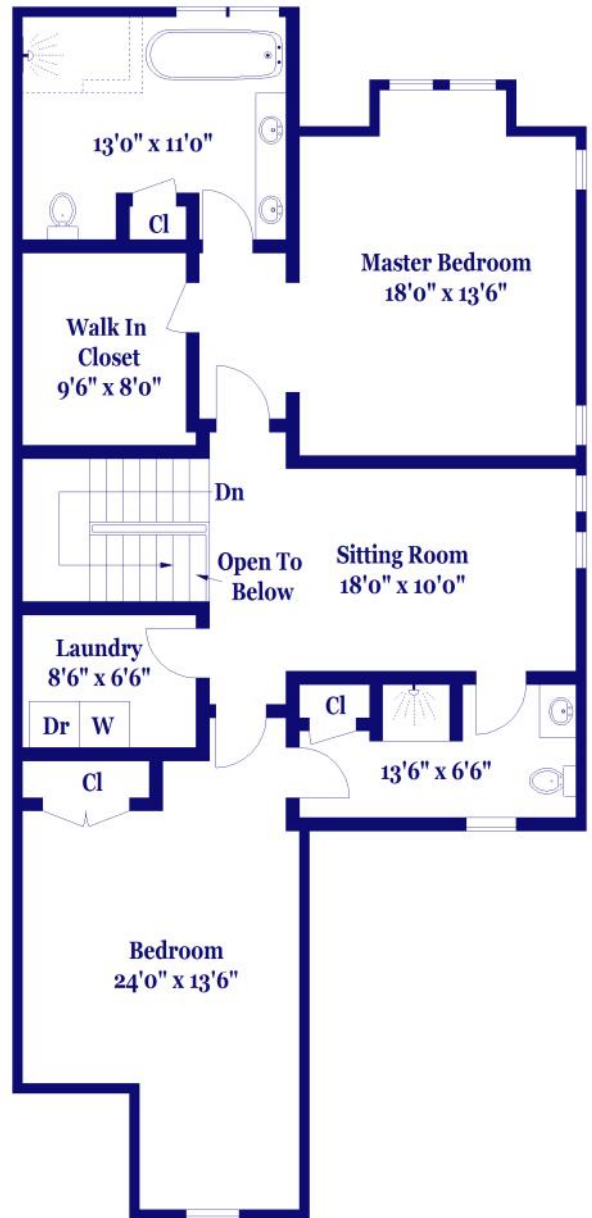 13'0" x 11'0"
Cl
Master Bedroom
18'0" x 13'6"
Walk In
Closet
9'6" x 8'0"
Dn
Open To
Below
Sitting Room
18'0" x 10'0"
Laundry
8'6" x 6'6"
Dr W
Cl
13'6" x 6'6"
Cl
Bedroom
24'0" x 13'6"